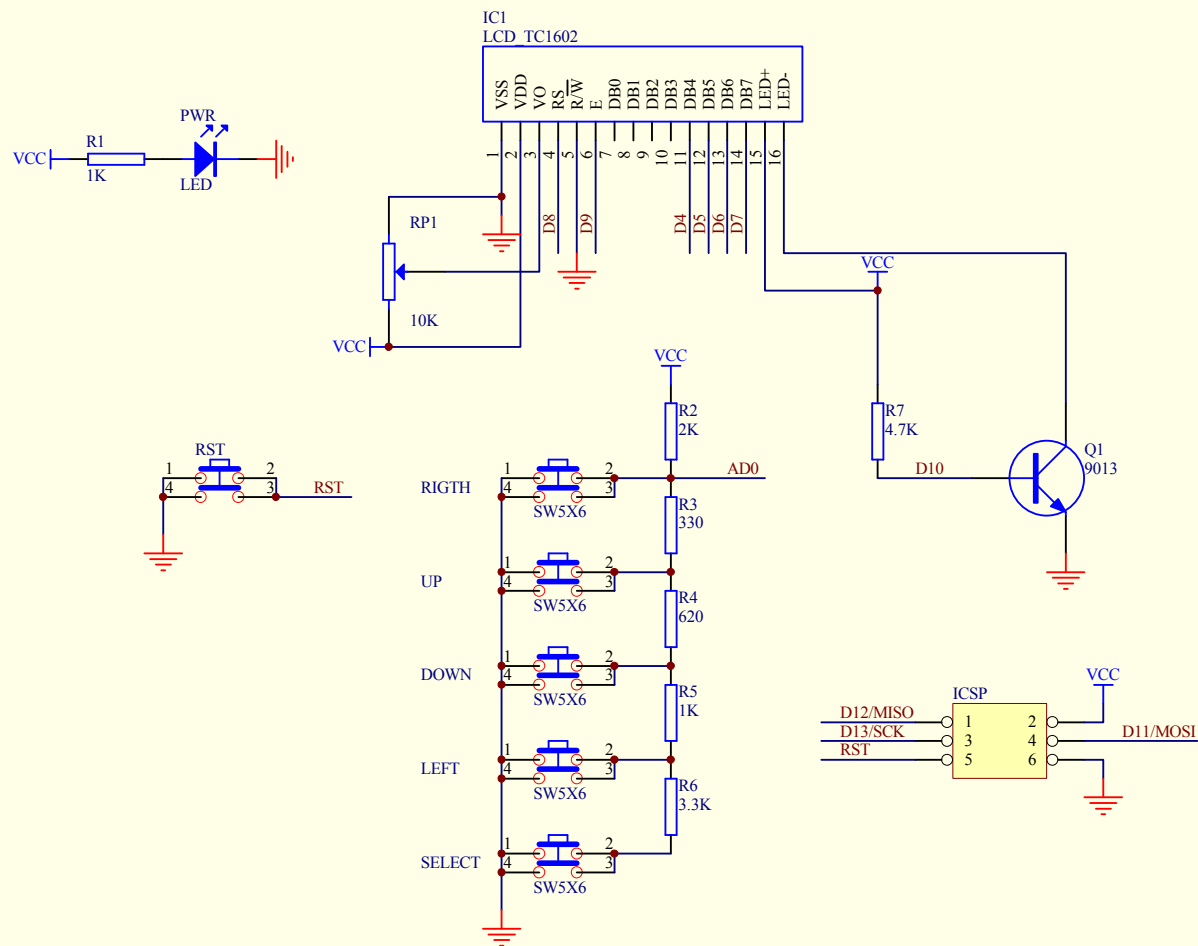 IC1
LCD_TC1602
VSS
VDD
VO
RS
R/W
E
DB0
DB1
DB2
DB3
DB4
DB5
DB6
DB7
LED+
LED-
1
2
3
4
5
6
7
8
9
10
11
12
13
14
15
16
D8
D9
D4
D5
D6
D7
PWR
R1
VCC
1K
LED
RP1
10K
VCC
VCC
R7
4.7K
D10
Q1
9013
VCC
R2
2K
AD0
RST
1 2
4 3
RST
RIGTH
1 2
4 3
SW5X6
R3
330
UP
1 2
4 3
SW5X6
R4
620
DOWN
1 2
4 3
SW5X6
R5
1K
LEFT
1 2
4 3
SW5X6
R6
3.3K
SELECT
1 2
4 3
SW5X6
ICSP
VCC
D12/MISO 1 2
D13/SCK 3 4 D11/MOSI
RST 5 6